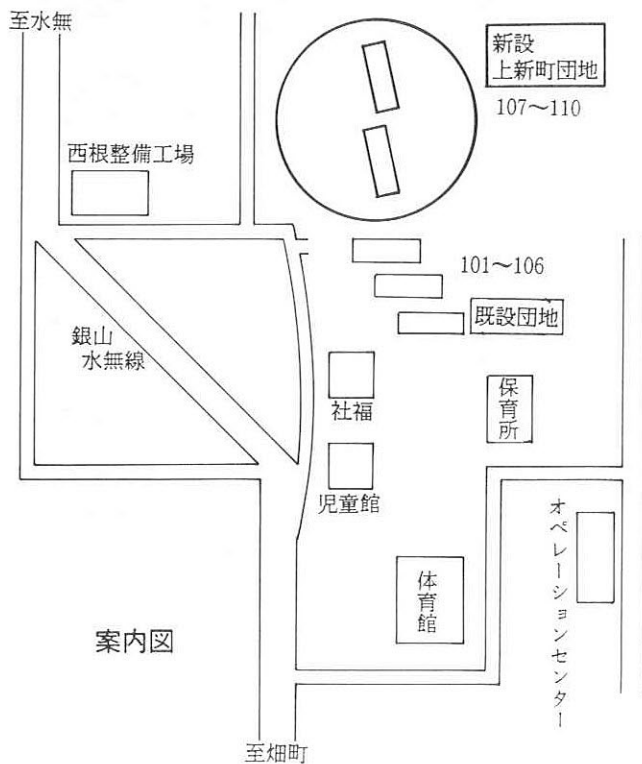 至水無
新設
上新町団地
107～110
西根整備工場
101～106
既設団地
銀山
水無線
社福
保育所
児童館
オペレーションセンター
体育館
案内図
至畑町